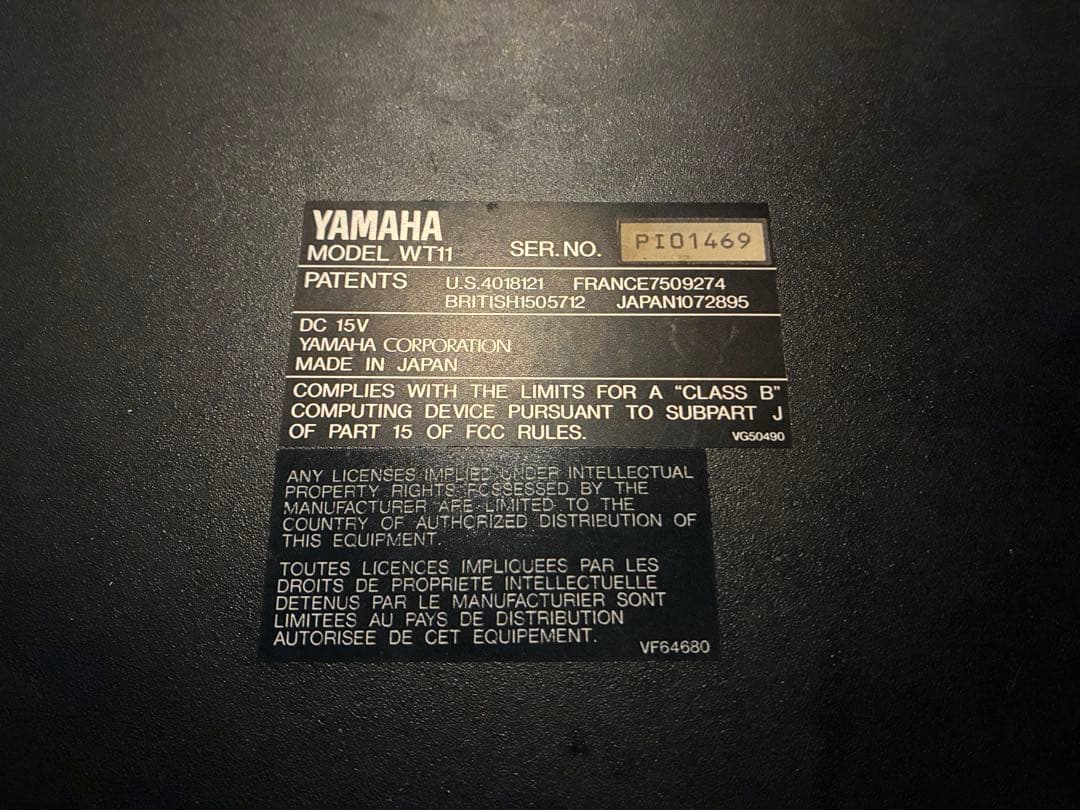 YAMAHA
MODEL WT11 SER. NO. PI01469
PATENTS U.S.4018121 FRANCE7509274
BRITISH1505712 JAPAN1072895
DC 15V
YAMAHA CORPORATION
MADE IN JAPAN
COMPLIES WITH THE LIMITS FOR A “CLASS B”
COMPUTING DEVICE PURSUANT TO SUBPART J
OF PART 15 OF FCC RULES.
VG50490
ANY LICENSES IMPLIED UNDER INTELLECTUAL
PROPERTY RIGHTS POSSESSED BY THE
MANUFACTURER ARE LIMITED TO THE
COUNTRY OF AUTHORIZED DISTRIBUTION OF
THIS EQUIPMENT.
TOUTES LICENCES IMPLIQUEES PAR LES
DROITS DE PROPRIETE INTELLECTUELLE
DETENUS PAR LE MANUFACTURIER SONT
LIMITEES AU PAYS DE DISTRIBUTION
AUTORISEE DE CET EQUIPEMENT.
VF64680